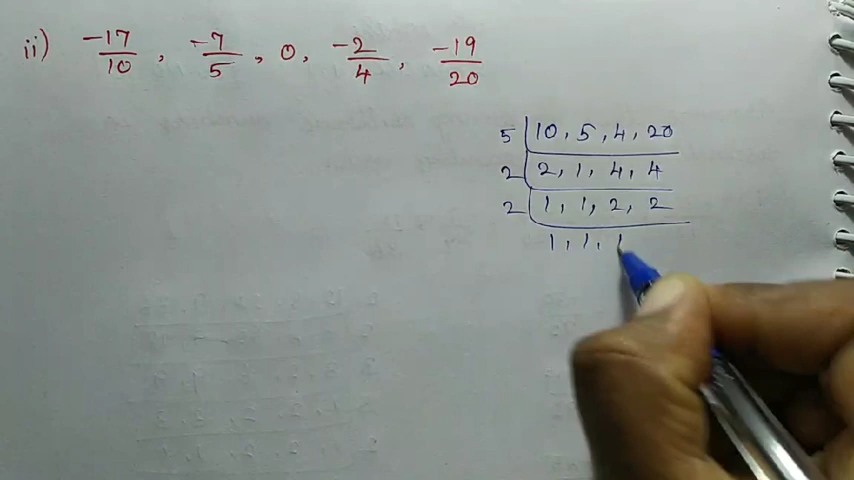 ii) -17/10 , -7/5 , 0 , -2/4 , -19/20
5 | 10 , 5 , 4 , 20
2 | 2 , 1 , 4 , 4
2 | 1 , 1 , 2 , 2
1 , 1 , 1